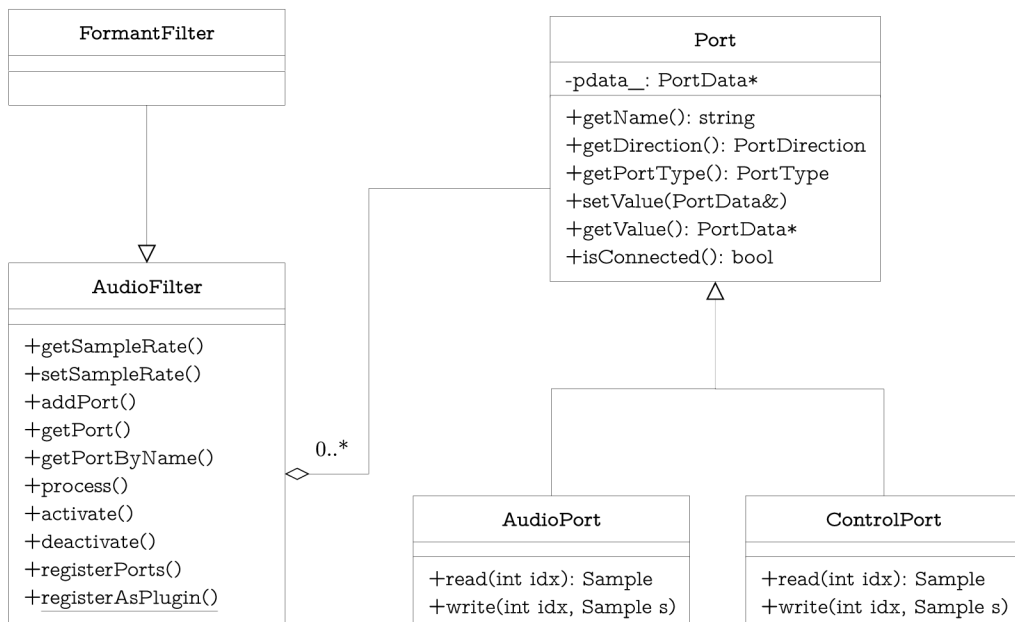 FormantFilter
Port
-pdata_: PortData*
+getName(): string
+getDirection(): PortDirection
+getPortType(): PortType
+setValue(PortData&)
+getValue(): PortData*
+isConnected(): bool
AudioFilter
+getSampleRate()
+setSampleRate()
+addPort()
+getPort()
+getPortByName()
+process()
+activate()
+deactivate()
+registerPorts()
+registerAsPlugin()
0..*
AudioPort
+read(int idx): Sample
+write(int idx, Sample s)
ControlPort
+read(int idx): Sample
+write(int idx, Sample s)